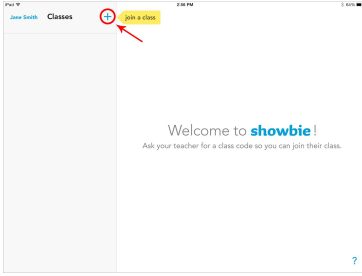 iPad 2:56 PM 84%
Jane Smith Classes + join a class
Welcome to showbie!
Ask your teacher for a class code so you can join their class.
?